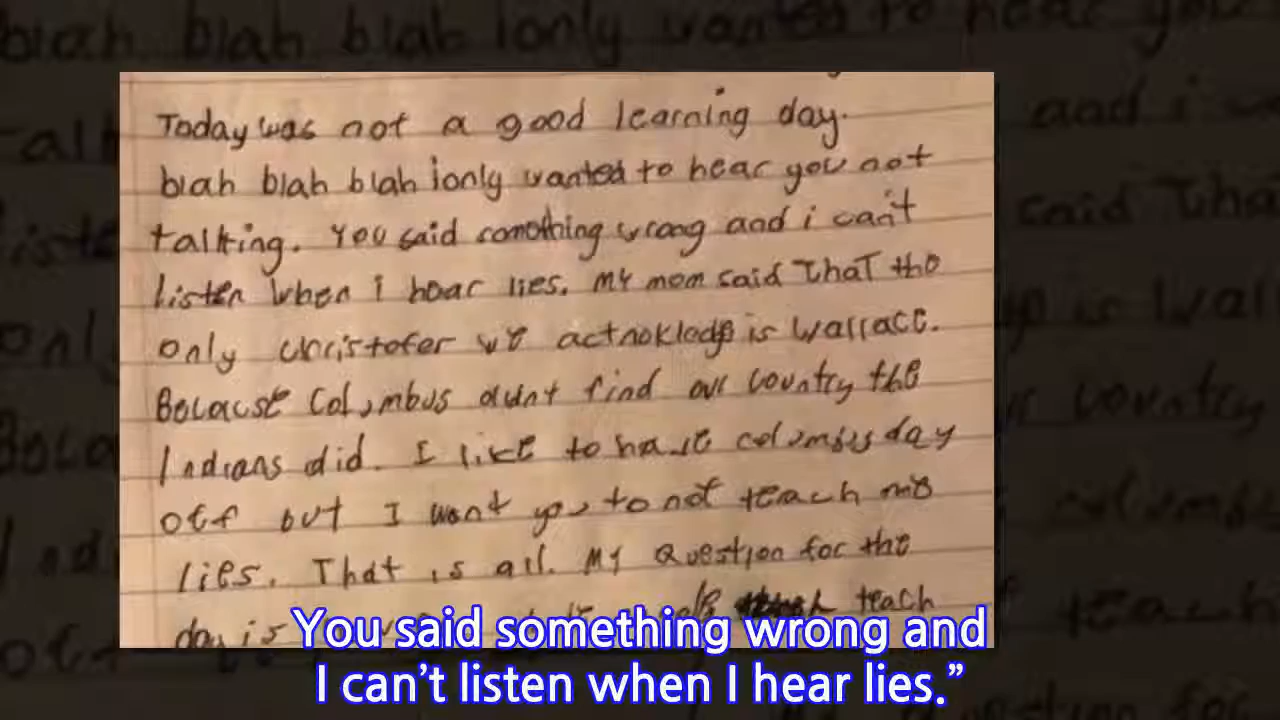 Today was not a good learning day.
blah blah blah ionly wanted to hear you not
talking. You said something wrong and i can't
listen when i hear lies. My mom said That the
only christofer we acknokledge is Wallace.
Because Columbus didnt find our country the
Indians did. I like to have columbus day
off but I want you to not teach me
lies. That is all. My question for the
day is teach
You said something wrong and
I can't listen when I hear lies.”